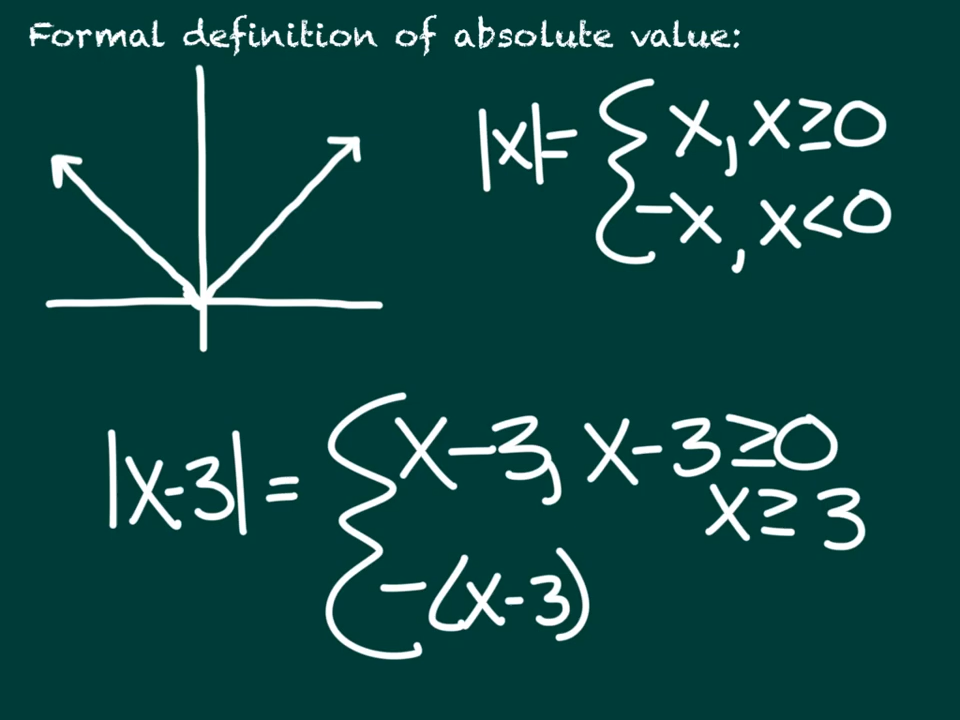 Formal definition of absolute value:
|x|= { x, x≥0
-x, x<0
|x-3| = { x-3, x-3≥0
x≥3
-(x-3)